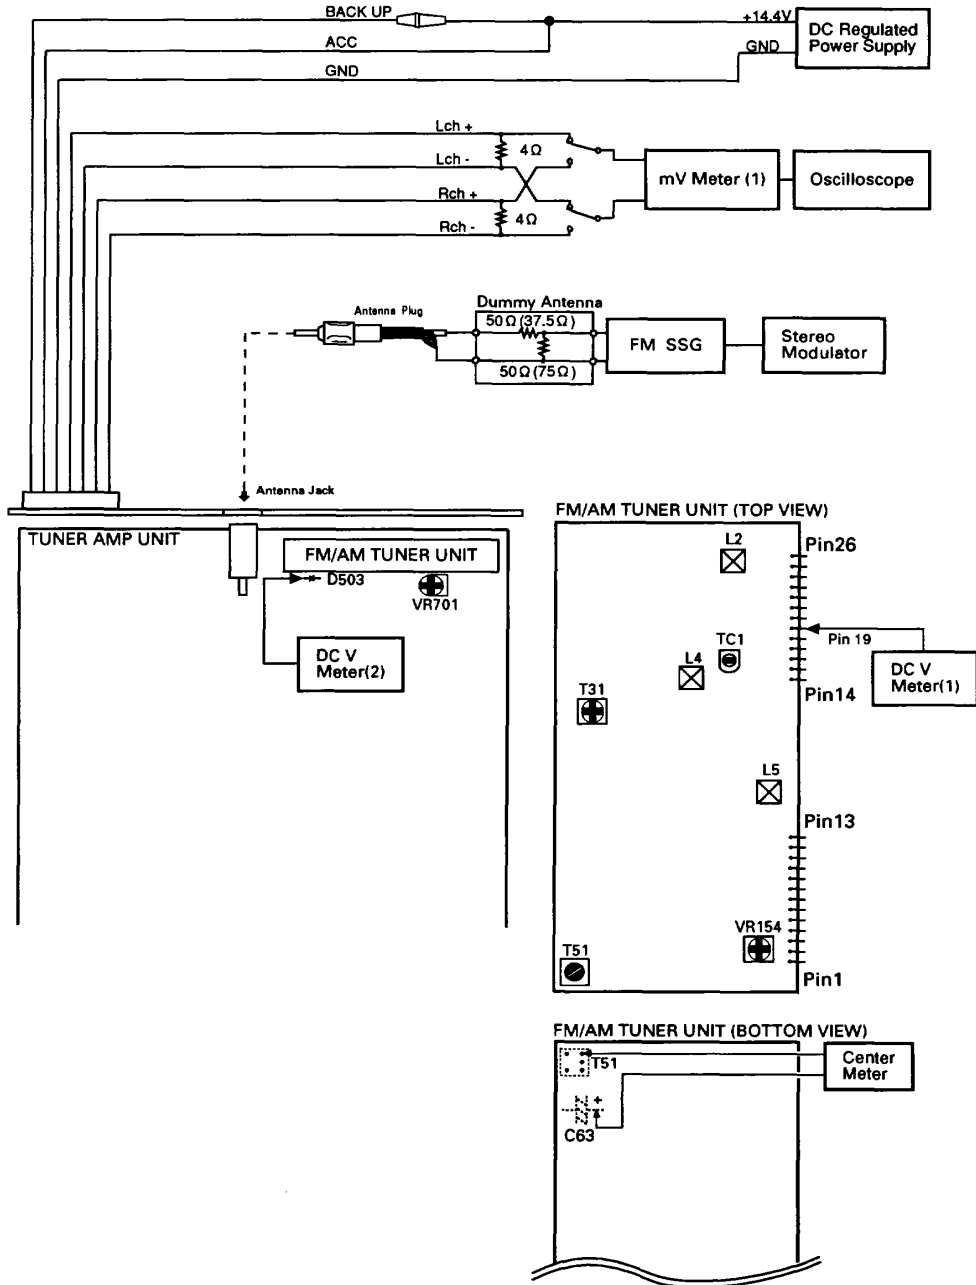 BACK UP
+14.4V
DC Regulated
Power Supply
ACC
GND
GND
Lch +
4Ω
Lch -
mV Meter (1)
Oscilloscope
Rch +
4Ω
Rch -
Dummy Antenna
Antenna Plug
50Ω(37.5Ω)
FM SSG
Stereo
Modulator
50Ω(75Ω)
Antenna Jack
TUNER AMP UNIT
FM/AM TUNER UNIT
D503
VR701
DC V
Meter(2)
FM/AM TUNER UNIT (TOP VIEW)
L2
Pin26
TC1
Pin 19
L4
DC V
Meter(1)
T31
Pin14
L5
Pin13
VR154
T51
Pin1
FM/AM TUNER UNIT (BOTTOM VIEW)
T51
Center
Meter
+
C63